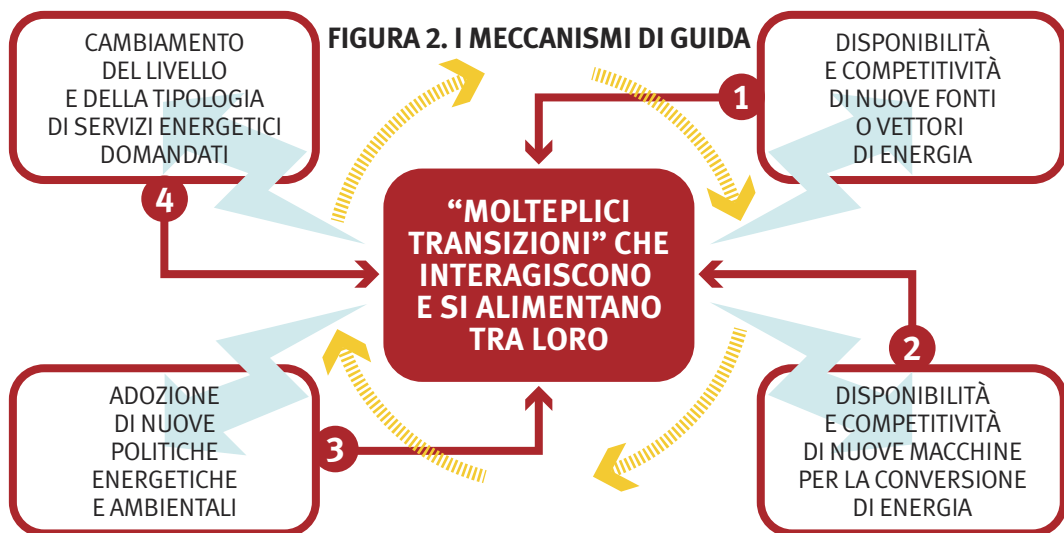 FIGURA 2. I MECCANISMI DI GUIDA
CAMBIAMENTO
DEL LIVELLO
E DELLA TIPOLOGIA
DI SERVIZI ENERGETICI
DOMANDATI
4
DISPONIBILITÀ
E COMPETITIVITÀ
DI NUOVE FONTI
O VETTORI
DI ENERGIA
1
“MOLTEPLICI
TRANSIZIONI” CHE
INTERAGISCONO
E SI ALIMENTANO
TRA LORO
ADOZIONE
DI NUOVE
POLITICHE
ENERGETICHE
E AMBIENTALI
3
2
DISPONIBILITÀ
E COMPETITIVITÀ
DI NUOVE MACCHINE
PER LA CONVERSIONE
DI ENERGIA